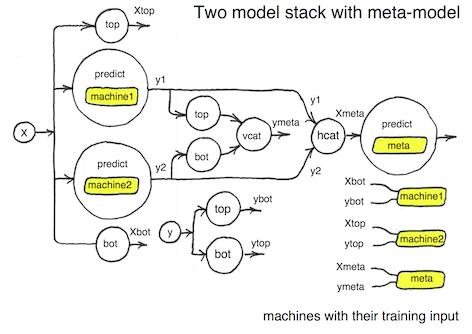 Two model stack with meta-model
Xtop
top
predict
machine1
y1
y1
top
Xmeta
predict
X
vcat
ymeta
hcat
meta
predict
bot
machine2
y2
y2
Xbot
machine1
ybot
ybot
top
Xbot
bot
y
Xtop
machine2
ytop
bot
ytop
Xmeta
meta
ymeta
machines with their training input